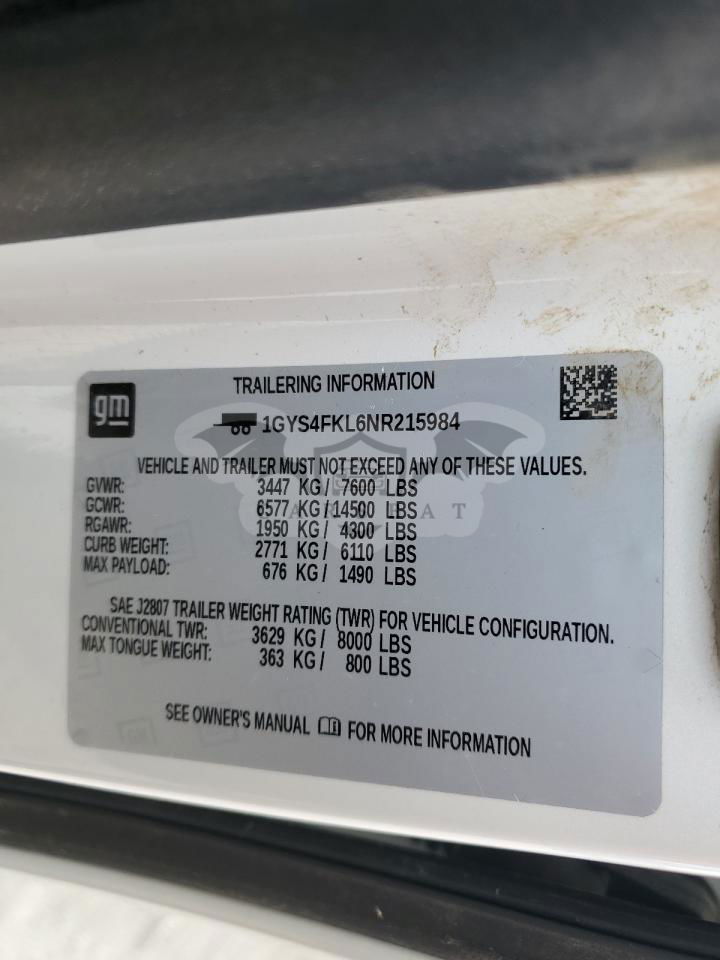 gm
TRAILERING INFORMATION
1GYS4FKL6NR215984
VEHICLE AND TRAILER MUST NOT EXCEED ANY OF THESE VALUES.
GVWR: 3447 KG/ 7600 LBS
GCWR: 6577 KG/14500 LBS
RGAWR: 1950 KG/ 4300 LBS
CURB WEIGHT: 2771 KG/ 6110 LBS
MAX PAYLOAD: 676 KG/ 1490 LBS
SAE J2807 TRAILER WEIGHT RATING (TWR) FOR VEHICLE CONFIGURATION.
CONVENTIONAL TWR: 3629 KG/ 8000 LBS
MAX TONGUE WEIGHT: 363 KG/ 800 LBS
SEE OWNER'S MANUAL FOR MORE INFORMATION